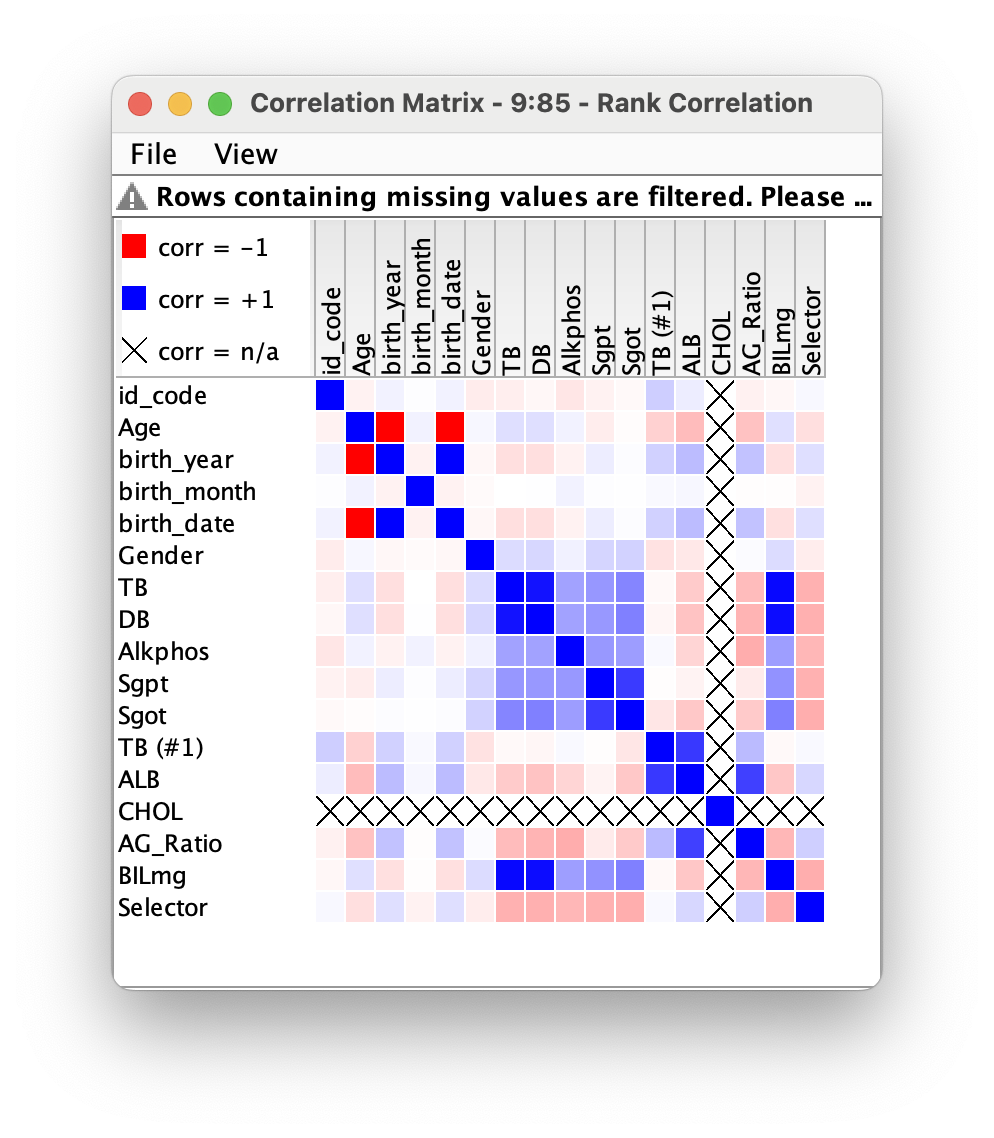 Correlation Matrix - 9:85 - Rank Correlation
File View
Rows containing missing values are filtered. Please ...
corr = -1
corr = +1
corr = n/a
id_code
Age
birth_year
birth_month
birth_date
Gender
TB
DB
Alkphos
Sgpt
Sgot
TB (#1)
ALB
CHOL
AG_Ratio
BILmg
Selector
id_code
Age
birth_year
birth_month
birth_date
Gender
TB
DB
Alkphos
Sgpt
Sgot
TB (#1)
ALB
CHOL
AG_Ratio
BILmg
Selector